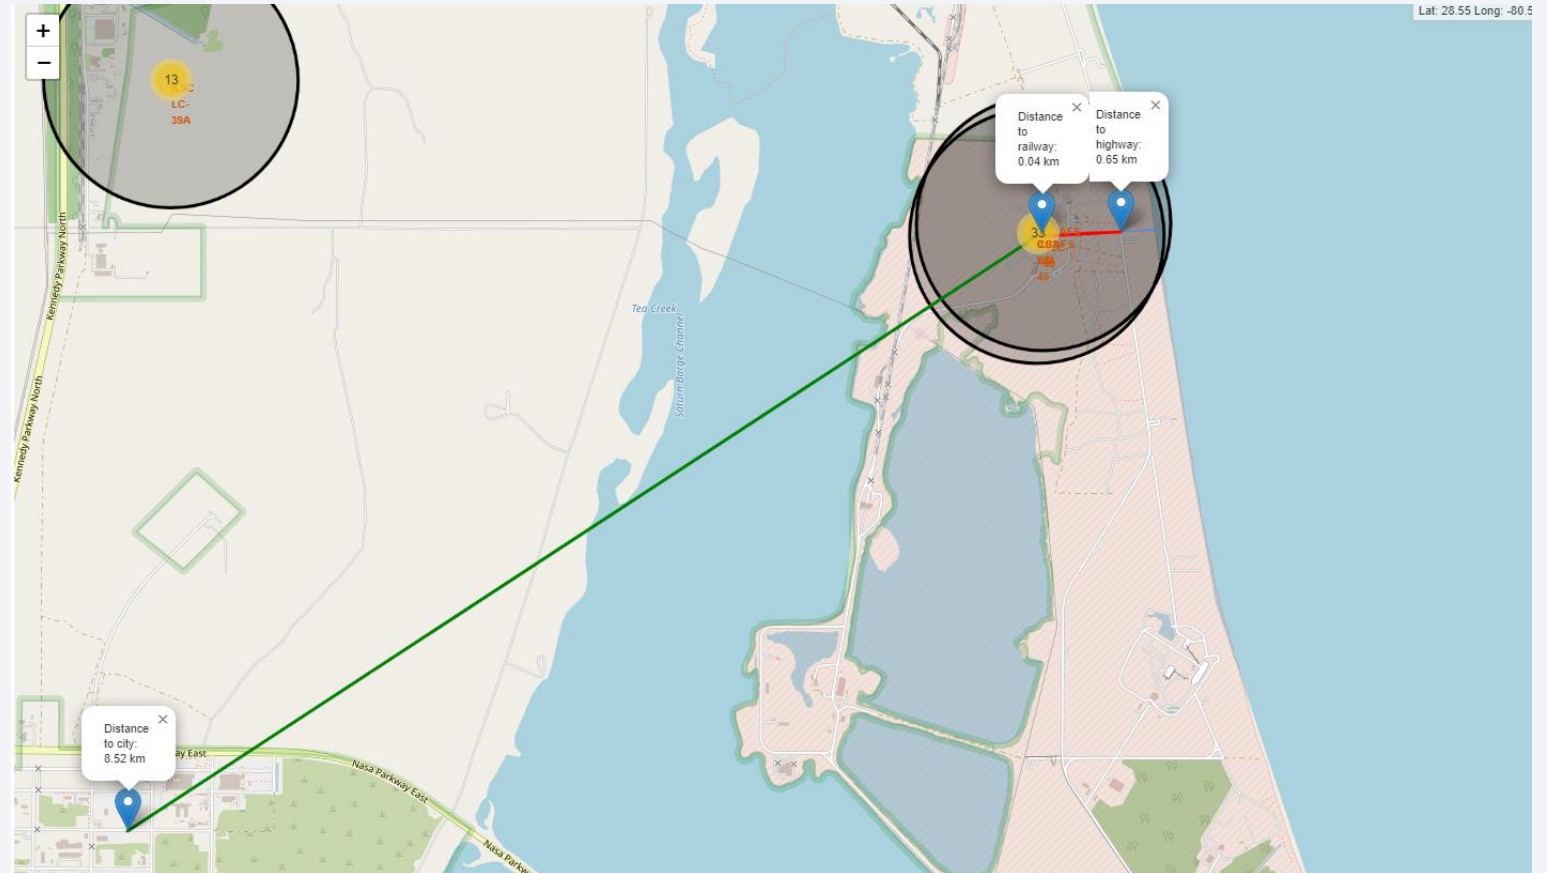 +
−
Lat: 28.55 Long: -80.5
13
LC-
39A
Distance
to
railway:
0.04 km
×
Distance
to
highway:
0.65 km
×
33
40
Kennedy Parkway North
Tea Creek
Saturn Barge Channel
Kennedy Parkway North
Distance
to city:
8.52 km
×
ay East
Nasa Parkway East
Nasa Parkw